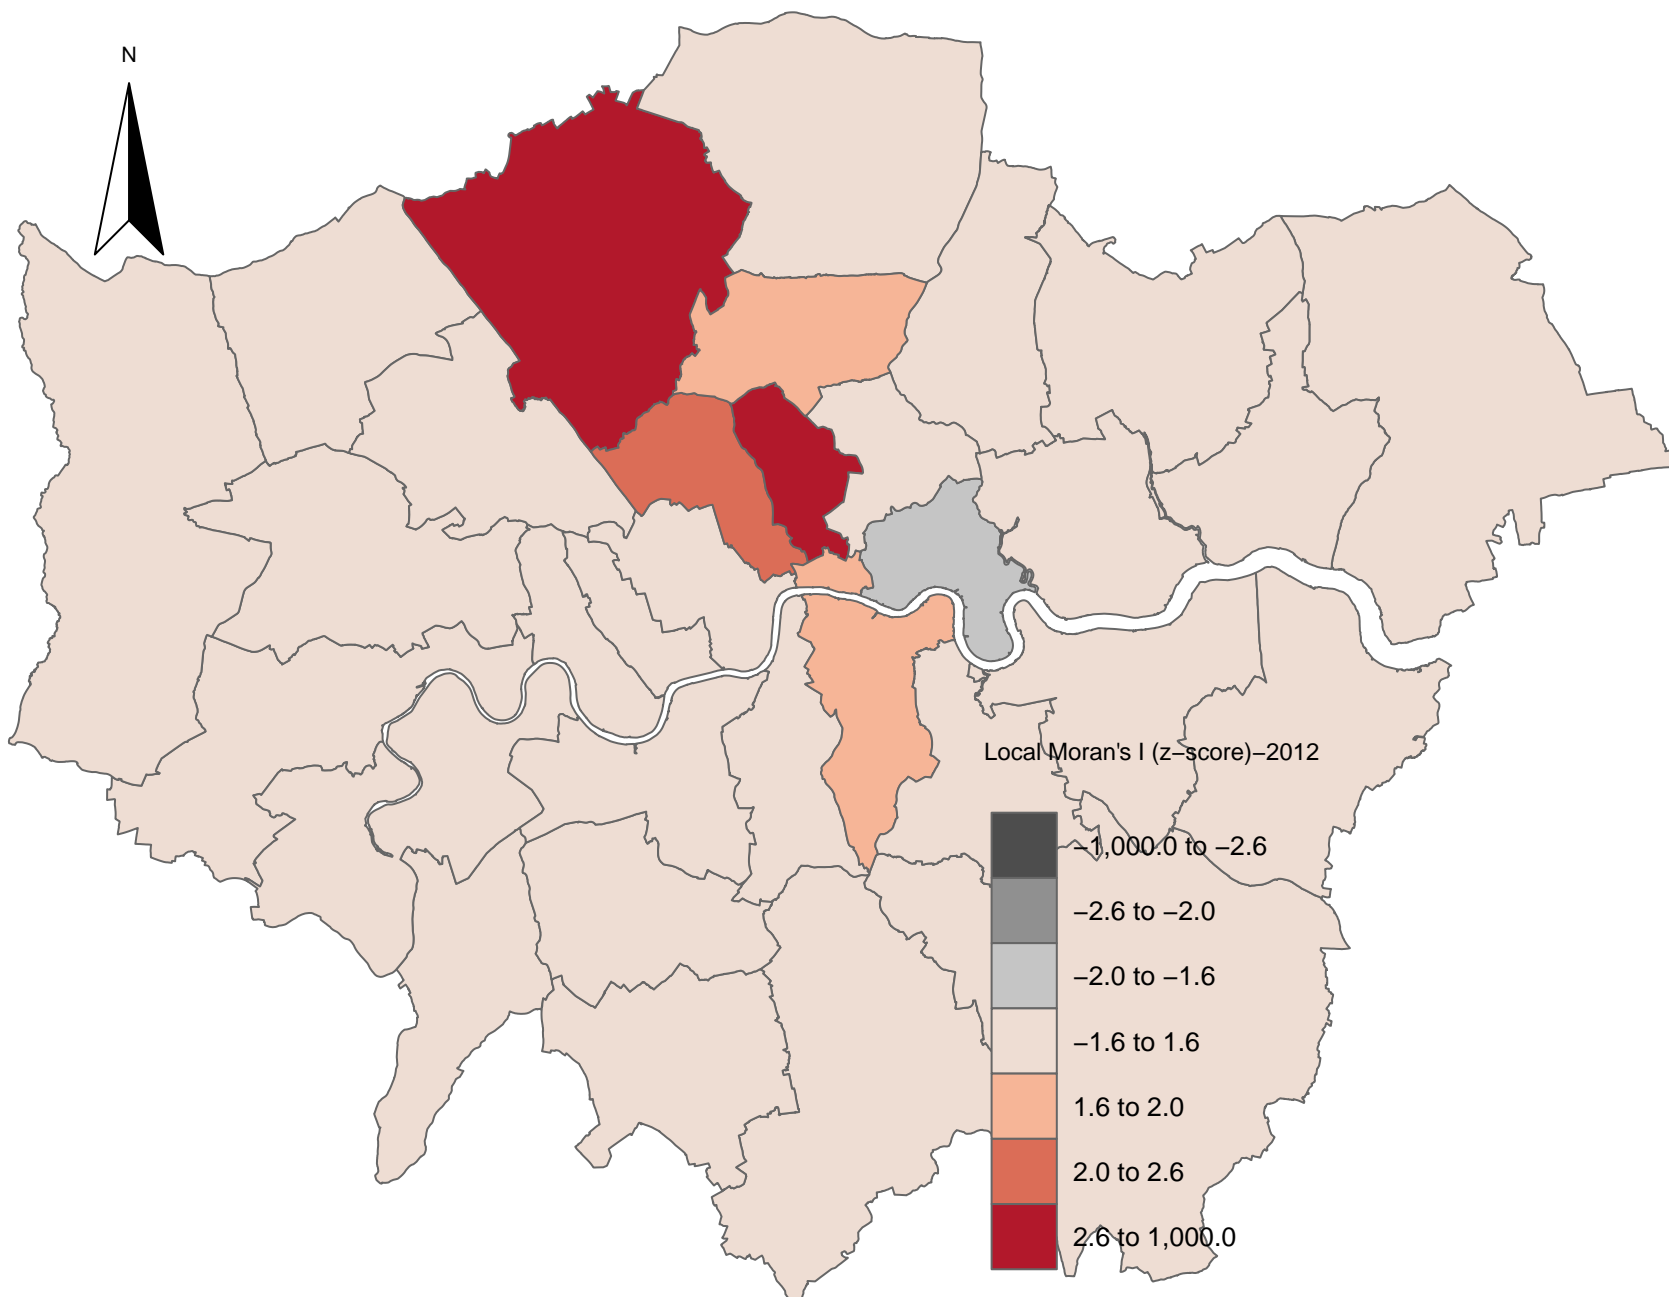 N
Local Moran's I (z−score)−2012
−1,000.0 to −2.6
−2.6 to −2.0
−2.0 to −1.6
−1.6 to 1.6
1.6 to 2.0
2.0 to 2.6
2.6 to 1,000.0